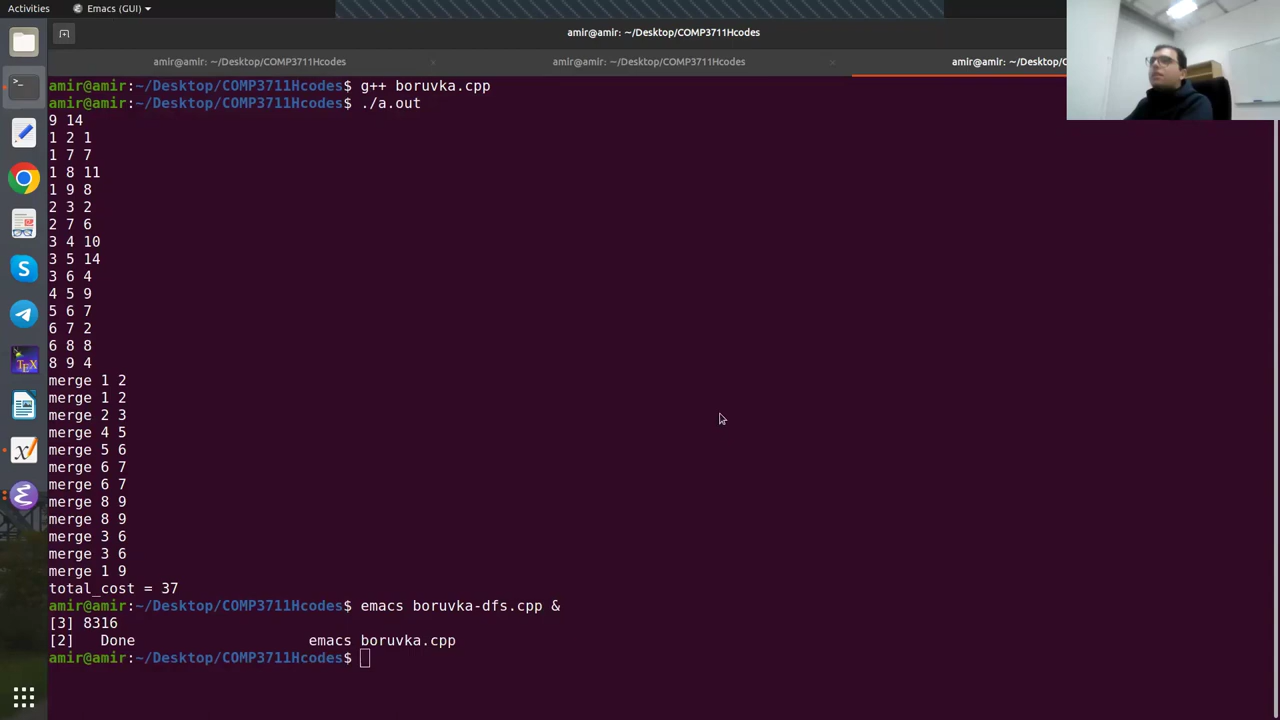 Activities
Emacs (GUI)
amir@amir: ~/Desktop/COMP3711Hcodes
amir@amir: ~/Desktop/COMP3711Hcodes
amir@amir: ~/Desktop/COMP3711Hcodes
amir@amir: ~/Desktop/CO
amir@amir:~/Desktop/COMP3711Hcodes$ g++ boruvka.cpp
amir@amir:~/Desktop/COMP3711Hcodes$ ./a.out
9 14
1 2 1
1 7 7
1 8 11
1 9 8
2 3 2
2 7 6
3 4 10
3 5 14
3 6 4
4 5 9
5 6 7
6 7 2
6 8 8
8 9 4
merge 1 2
merge 1 2
merge 2 3
merge 4 5
merge 5 6
merge 6 7
merge 6 7
merge 8 9
merge 8 9
merge 3 6
merge 3 6
merge 1 9
total_cost = 37
amir@amir:~/Desktop/COMP3711Hcodes$ emacs boruvka-dfs.cpp &
[3] 8316
[2]   Done                    emacs boruvka.cpp
amir@amir:~/Desktop/COMP3711Hcodes$